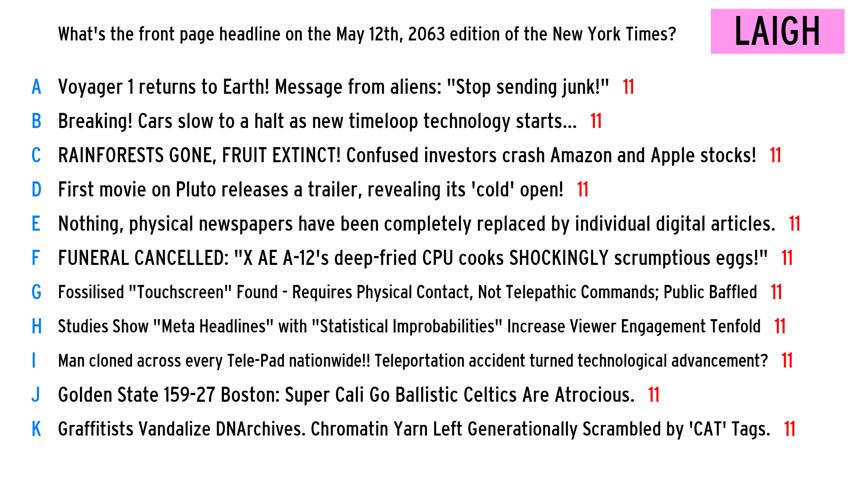 What's the front page headline on the May 12th, 2063 edition of the New York Times?
LAIGH
A Voyager 1 returns to Earth! Message from aliens: "Stop sending junk!" 11
B Breaking! Cars slow to a halt as new timeloop technology starts... 11
C RAINFORESTS GONE, FRUIT EXTINCT! Confused investors crash Amazon and Apple stocks! 11
D First movie on Pluto releases a trailer, revealing its 'cold' open! 11
E Nothing, physical newspapers have been completely replaced by individual digital articles. 11
F FUNERAL CANCELLED: "X AE A-12's deep-fried CPU cooks SHOCKINGLY scrumptious eggs!" 11
G Fossilised "Touchscreen" Found - Requires Physical Contact, Not Telepathic Commands; Public Baffled 11
H Studies Show "Meta Headlines" with "Statistical Improbabilities" Increase Viewer Engagement Tenfold 11
I Man cloned across every Tele-Pad nationwide!! Teleportation accident turned technological advancement? 11
J Golden State 159-27 Boston: Super Cali Go Ballistic Celtics Are Atrocious. 11
K Graffitists Vandalize DNArchives. Chromatin Yarn Left Generationally Scrambled by 'CAT' Tags. 11